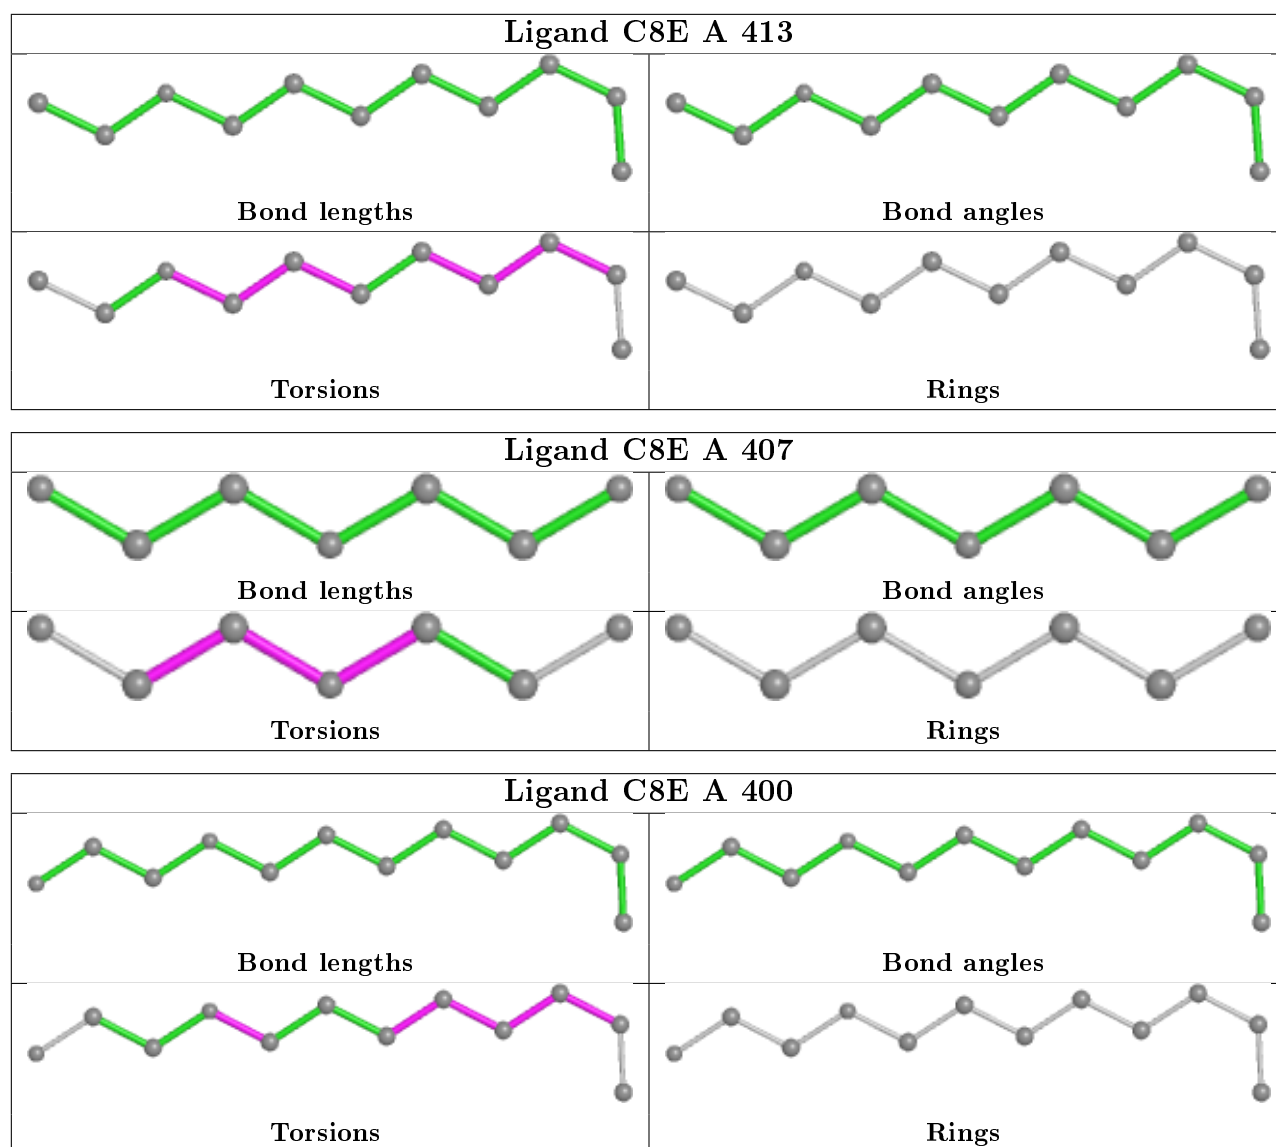 Ligand C8E A 413
Bond lengths
Bond angles
Torsions
Rings
Ligand C8E A 407
Bond lengths
Bond angles
Torsions
Rings
Ligand C8E A 400
Bond lengths
Bond angles
Torsions
Rings